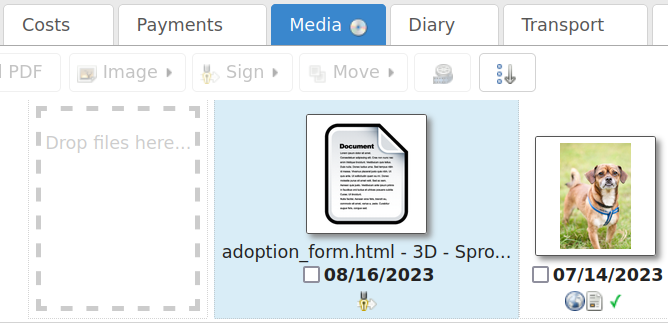 Costs
Payments
Media
Diary
Transport
PDF
Image
Sign
Move
Drop files here...
Document
adoption_form.html - 3D - Spro...
08/16/2023
07/14/2023